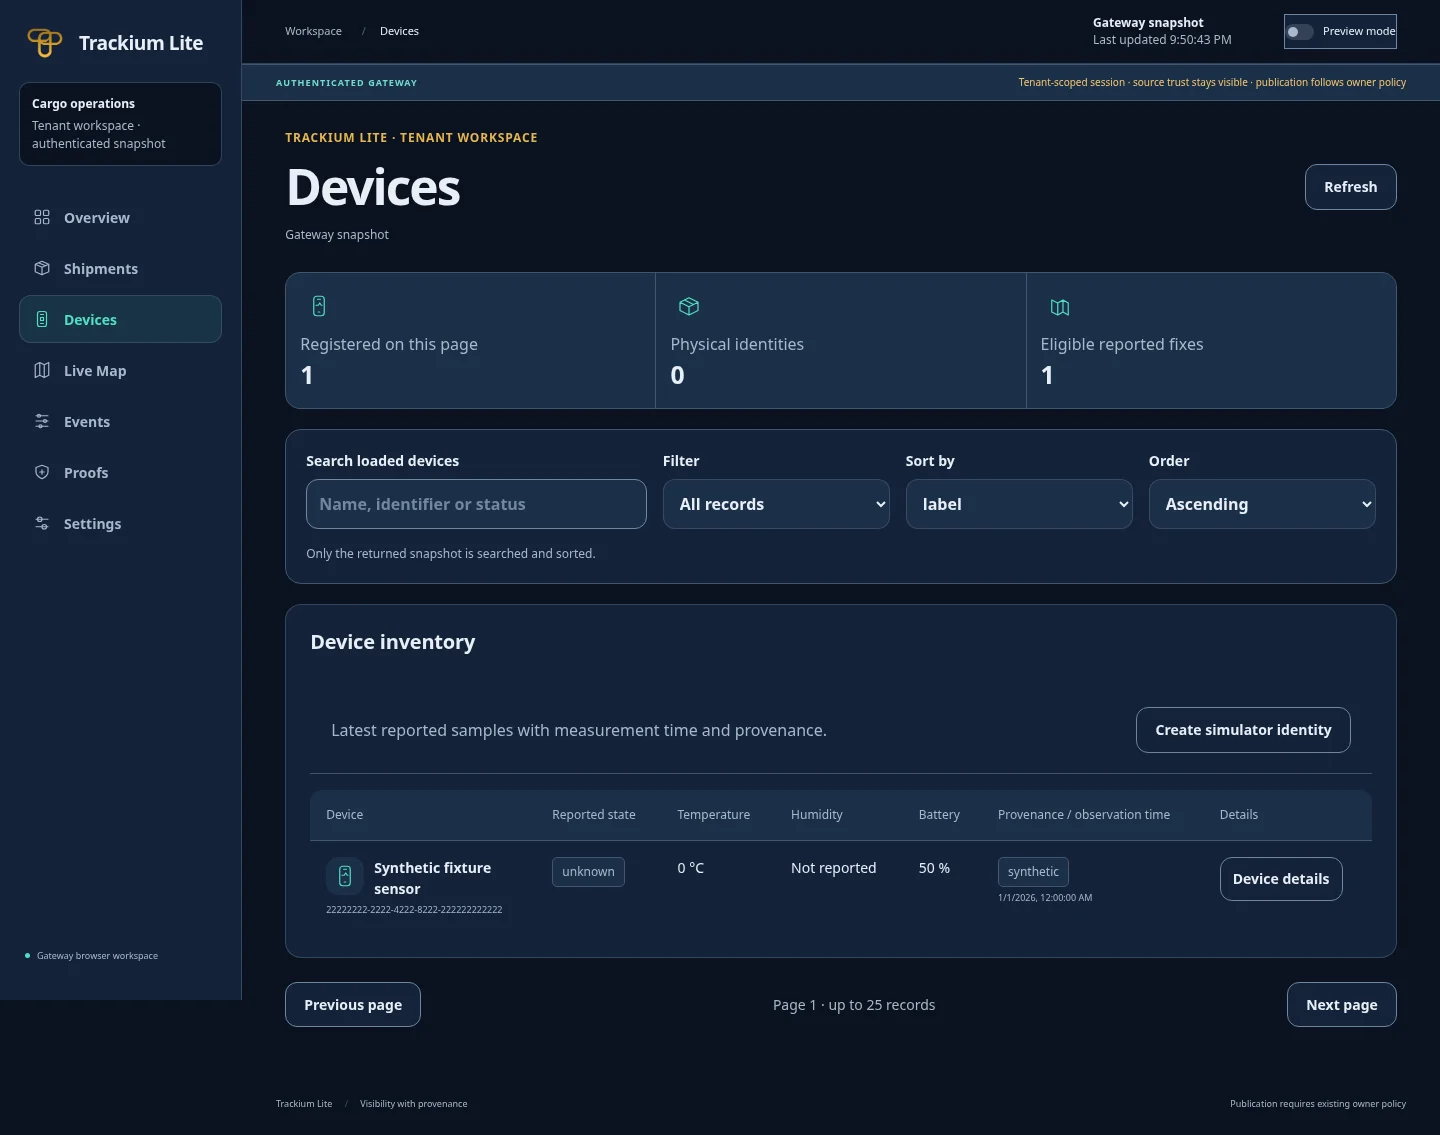 Trackium Lite
Cargo operations
Tenant workspace ·
authenticated snapshot
Overview
Shipments
Devices
Live Map
Events
Proofs
Settings
Gateway browser workspace
Workspace / Devices
Gateway snapshot
Last updated 9:50:43 PM
Preview mode
AUTHENTICATED GATEWAY
Tenant-scoped session · source trust stays visible · publication follows owner policy
TRACKIUM LITE · TENANT WORKSPACE
Devices
Refresh
Gateway snapshot
Registered on this page
1
Physical identities
0
Eligible reported fixes
1
Search loaded devices
Name, identifier or status
Filter
All records
Sort by
label
Order
Ascending
Only the returned snapshot is searched and sorted.
Device inventory
Latest reported samples with measurement time and provenance.
Create simulator identity
Device Reported state Temperature Humidity Battery Provenance / observation time Details
Synthetic fixture
sensor
22222222-2222-4222-8222-222222222222
unknown
0 °C
Not reported
50 %
synthetic
1/1/2026, 12:00:00 AM
Device details
Previous page
Page 1 · up to 25 records
Next page
Trackium Lite / Visibility with provenance
Publication requires existing owner policy